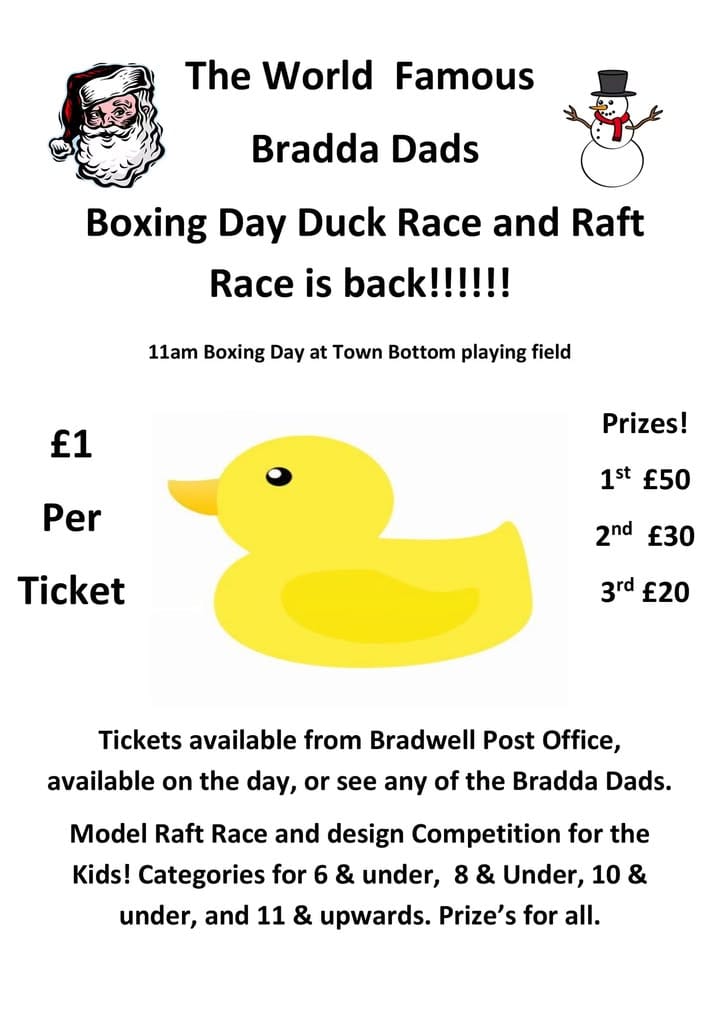 The World Famous
Bradda Dads
Boxing Day Duck Race and Raft
Race is back!!!!!!
11am Boxing Day at Town Bottom playing field
£1
Per
Ticket
Prizes!
1st £50
2nd £30
3rd £20
Tickets available from Bradwell Post Office,
available on the day, or see any of the Bradda Dads.
Model Raft Race and design Competition for the
Kids! Categories for 6 & under, 8 & Under, 10 &
under, and 11 & upwards. Prize’s for all.